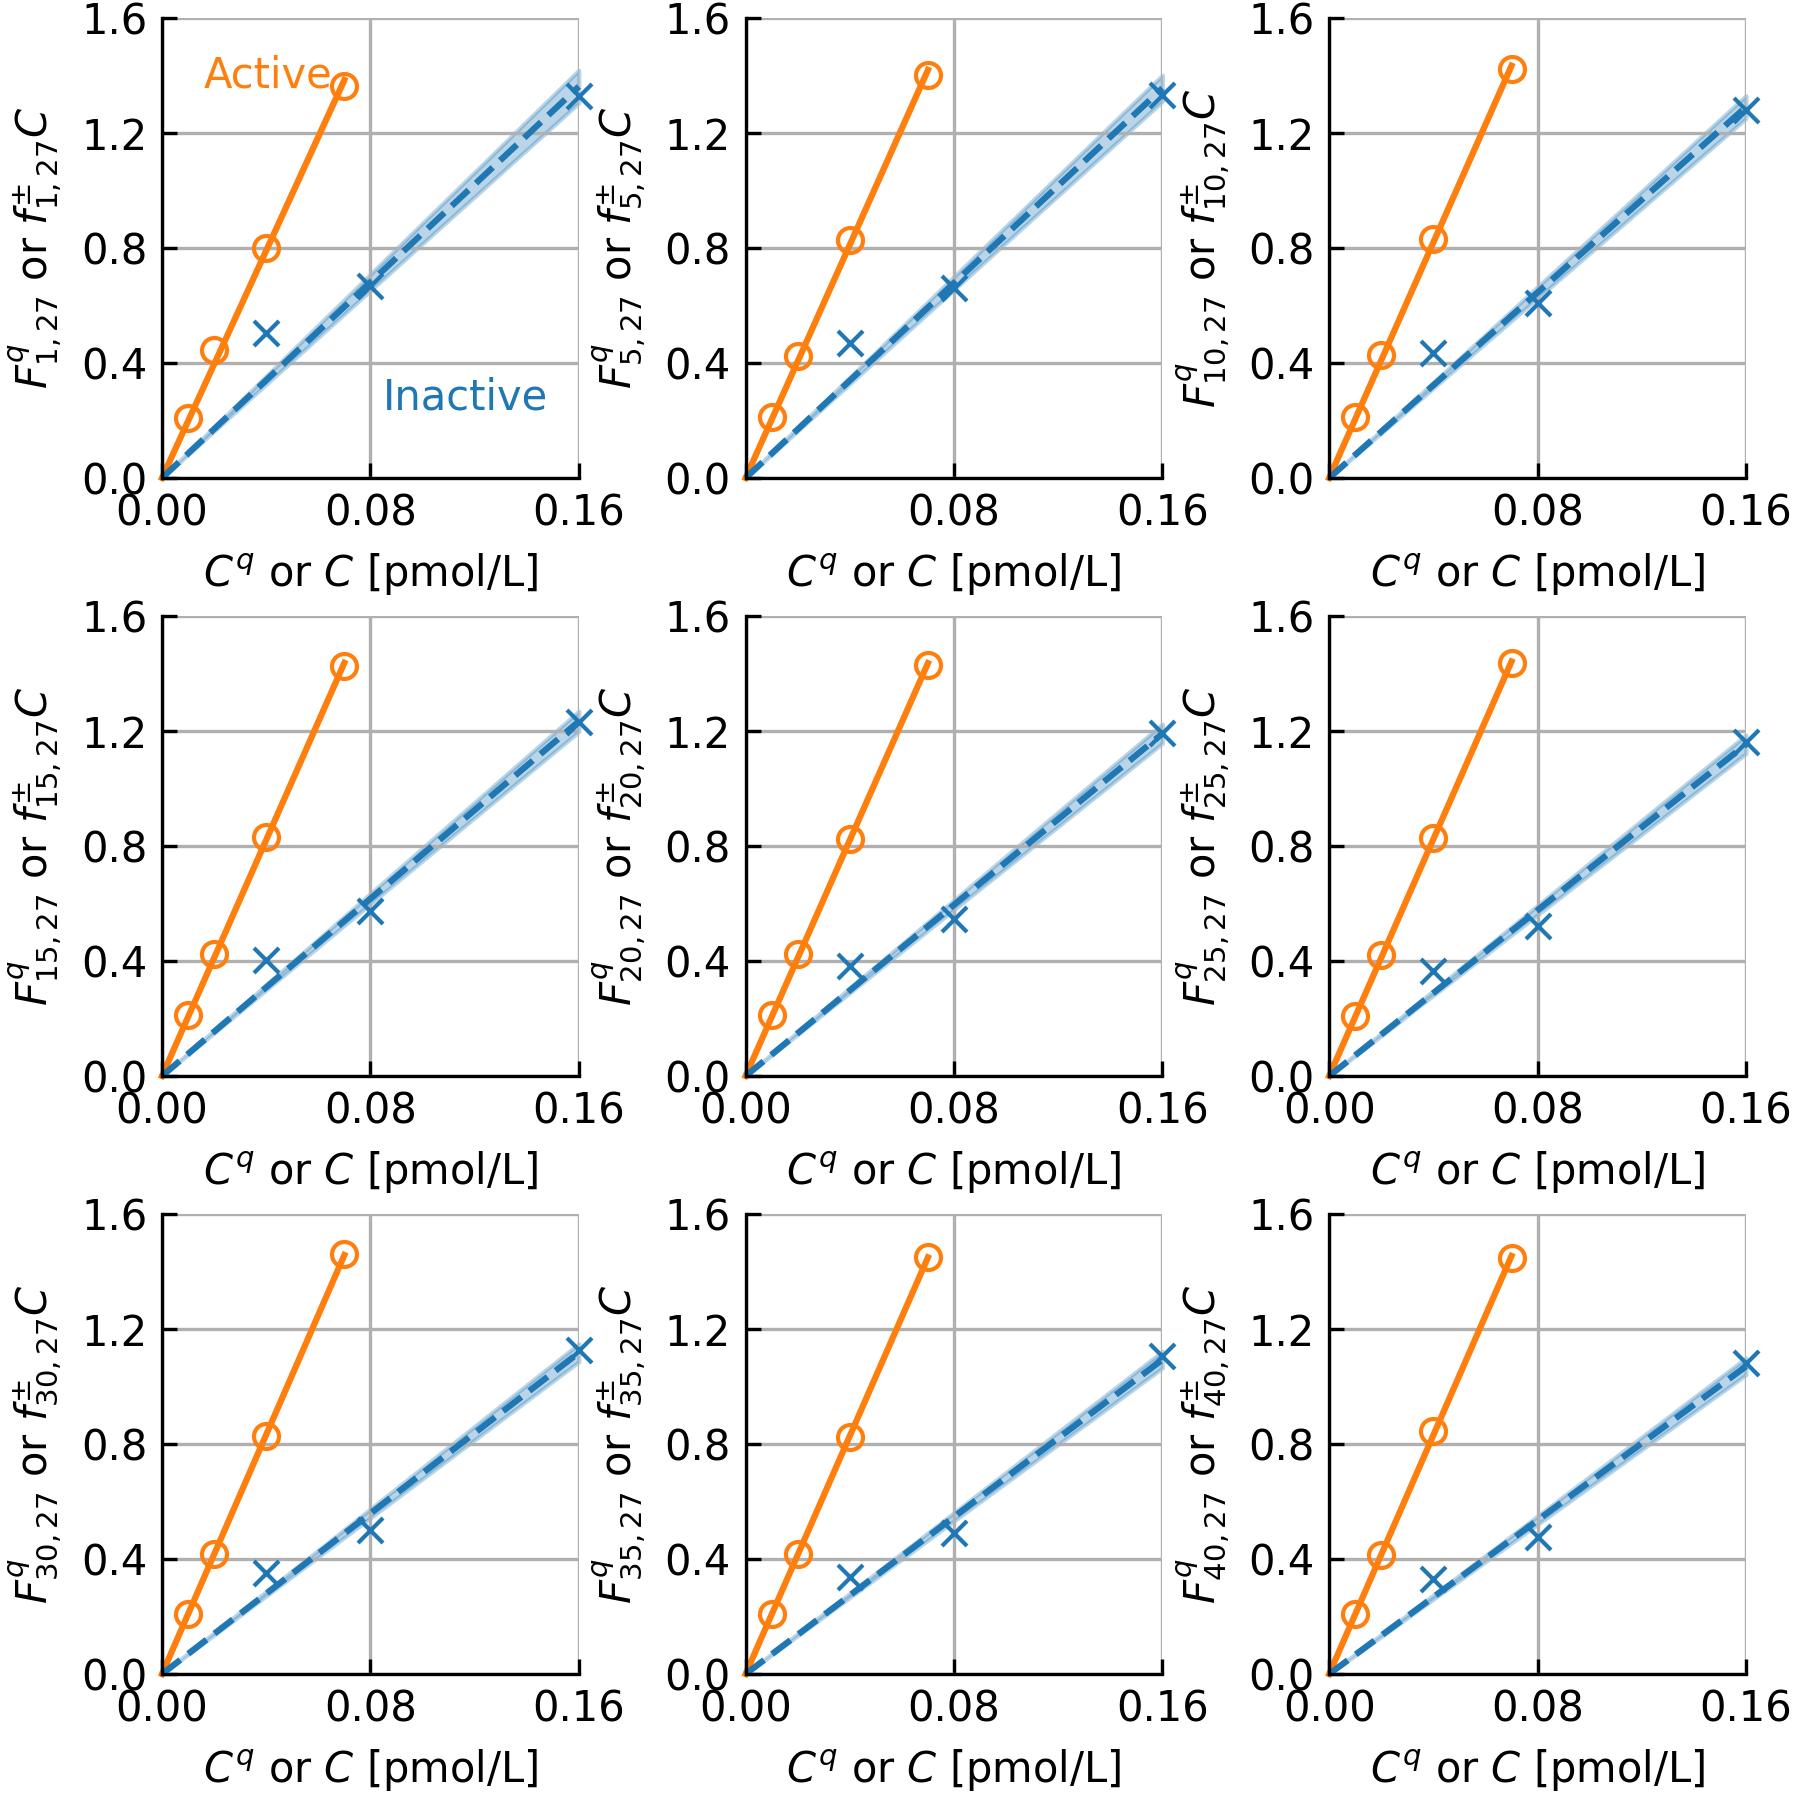 1.6
1.2
0.8
0.4
0.0
0.00 0.08 0.16
Active
Inactive
F^q_{1,27} or f^±_{1,27}C
C^q or C [pmol/L]
1.6
1.2
0.8
0.4
0.0
0.08 0.16
F^q_{5,27} or f^±_{5,27}C
C^q or C [pmol/L]
1.6
1.2
0.8
0.4
0.0
0.08 0.16
F^q_{10,27} or f^±_{10,27}C
C^q or C [pmol/L]
1.6
1.2
0.8
0.4
0.0
0.00 0.08 0.16
F^q_{15,27} or f^±_{15,27}C
C^q or C [pmol/L]
1.6
1.2
0.8
0.4
0.0
0.00 0.08 0.16
F^q_{20,27} or f^±_{20,27}C
C^q or C [pmol/L]
1.6
1.2
0.8
0.4
0.0
0.00 0.08 0.16
F^q_{25,27} or f^±_{25,27}C
C^q or C [pmol/L]
1.6
1.2
0.8
0.4
0.0
0.00 0.08 0.16
F^q_{30,27} or f^±_{30,27}C
C^q or C [pmol/L]
1.6
1.2
0.8
0.4
0.0
0.00 0.08 0.16
F^q_{35,27} or f^±_{35,27}C
C^q or C [pmol/L]
1.6
1.2
0.8
0.4
0.0
0.00 0.08 0.16
F^q_{40,27} or f^±_{40,27}C
C^q or C [pmol/L]